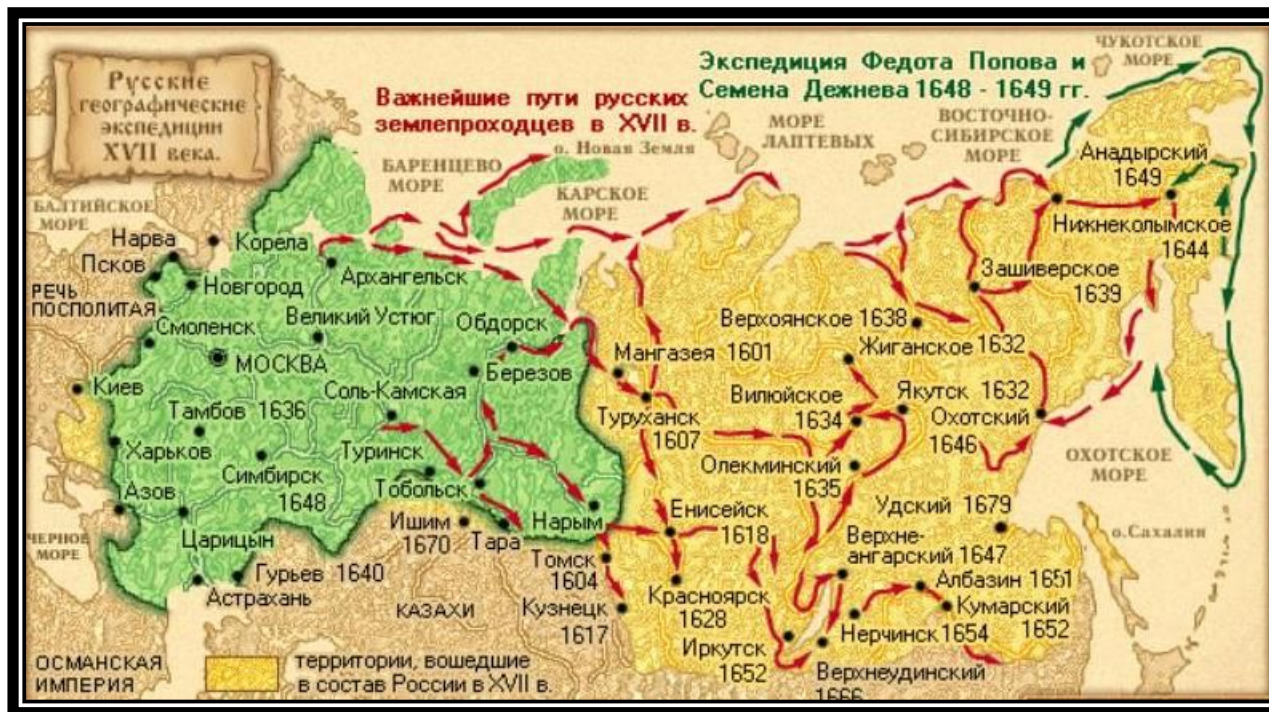 Русские
географические
экспедиции
XVII века.
Важнейшие пути русских
землепроходцев в XVII в.
Экспедиция Федота Попова и
Семена Дежнева 1648 - 1649 гг.
ЧУКОТСКОЕ
МОРЕ
ВОСТОЧНО-
СИБИРСКОЕ
МОРЕ
МОРЕ
ЛАПТЕВЫХ
о. Новая Земля
БАРЕНЦЕВО
МОРЕ
КАРСКОЕ
МОРЕ
БАЛТИЙСКОЕ
МОРЕ
Анадырский
1649
Нижнеколымское
1644
Зашиверское
1639
Нарва
Псков
Корела
Архангельск
Новгород
РЕЧЬ
ПОСПОЛИТАЯ
Смоленск
Великий Устюг
Обдорск
МОСКВА
Березов
Верхоянское 1638
Жиганское 1632
Мангазея 1601
Киев
Соль-Камская
Тамбов 1636
Туруханск
1607
Вилюйское
1634
Якутск 1632
Охотский
1646
Харьков
Туринск
Симбирск
1648
Тобольск
Олекминский
1635
ОХОТСКОЕ
МОРЕ
Азов
Царицын
Ишим
1670
Тара
Нарым
Енисейск
1618
Удский 1679
о.Сахалин
ЧЕРНОЕ
МОРЕ
Верхне-
ангарский 1647
Томск
1604
Гурьев 1640
Астрахань
КАЗАХИ
Кузнецк
1617
Красноярск
1628
Албазин 1651
Кумарский
1652
Нерчинск 1654
Иркутск
1652
Верхнеудинский
1666
ОСМАНСКАЯ
ИМПЕРИЯ
территории, вошедшие
в состав России в XVII в.